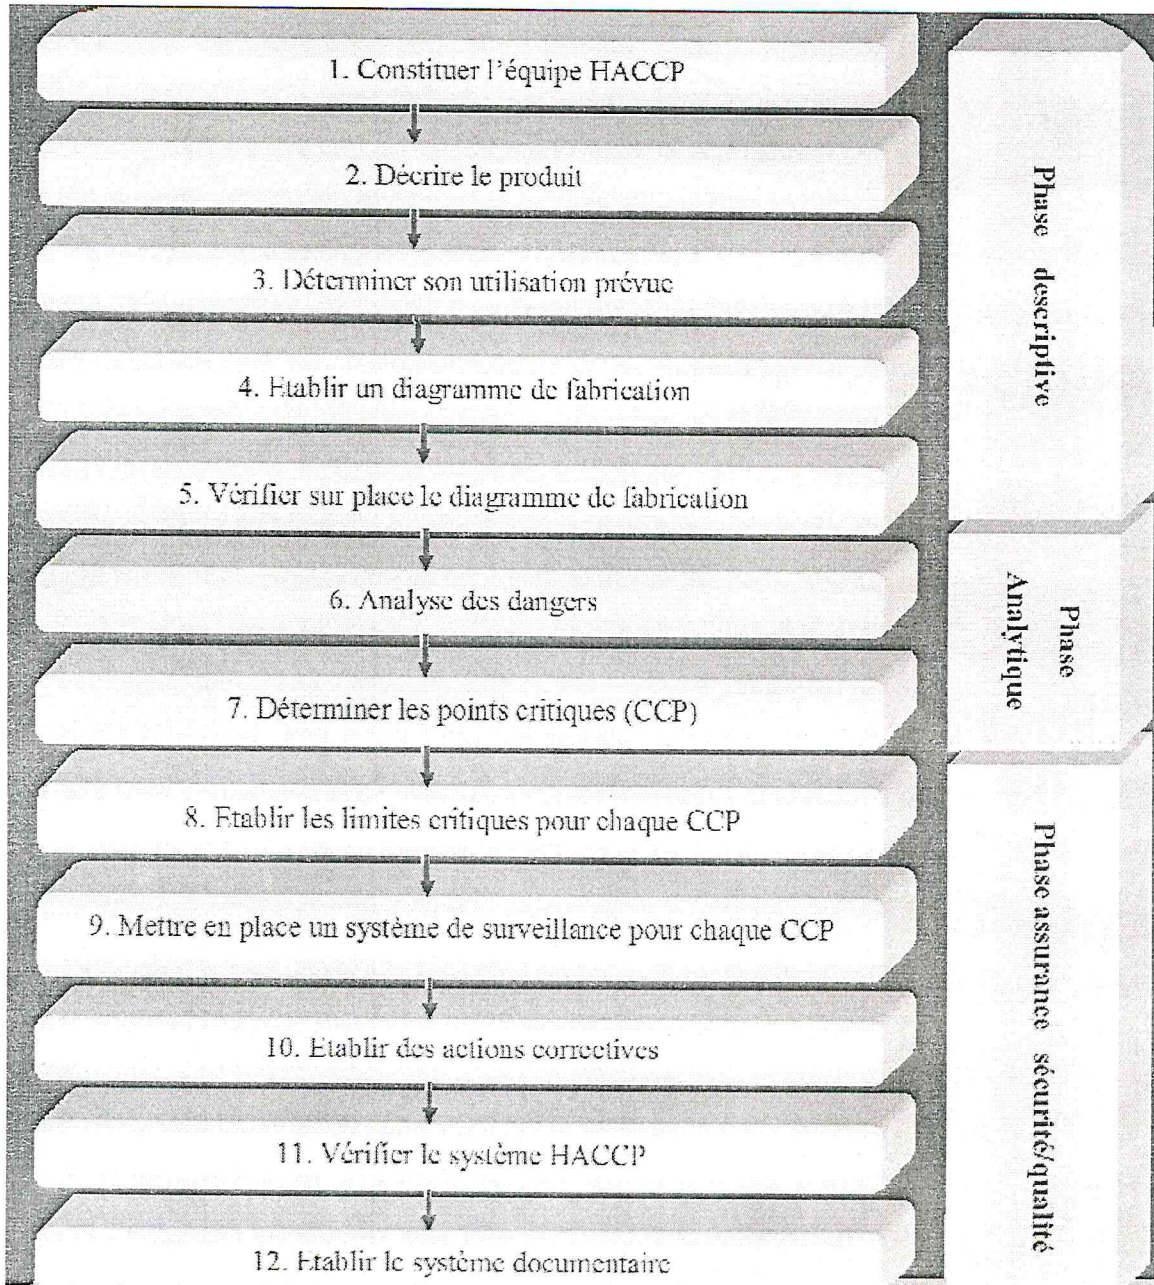 1. Constituer l'équipe HACCP
2. Décrire le produit
3. Déterminer son utilisation prévue
4. Etablir un diagramme de fabrication
5. Vérifier sur place le diagramme de fabrication
6. Analyse des dangers
7. Déterminer les points critiques (CCP)
8. Etablir les limites critiques pour chaque CCP
9. Mettre en place un système de surveillance pour chaque CCP
10. Etablir des actions correctives
11. Vérifier le système HACCP
12. Etablir le système documentaire
Phase descriptive
Phase
Analytique
Phase assurance sécurité/qualité